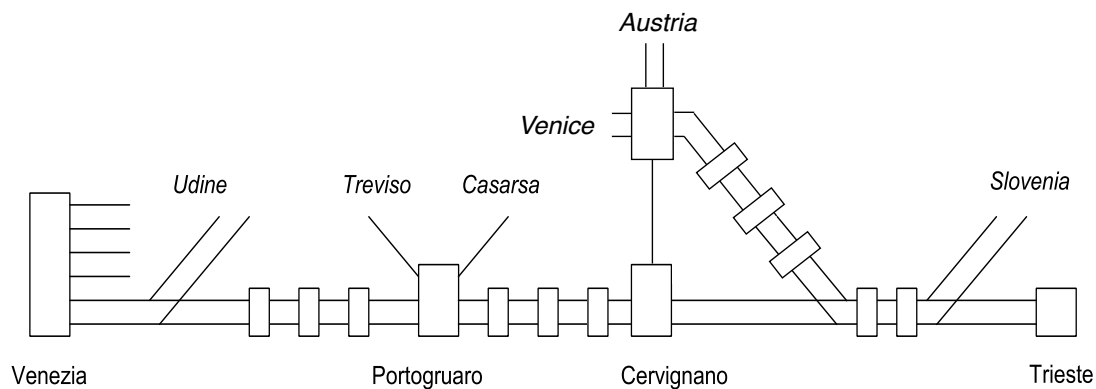 Austria
Venice
Udine
Treviso
Casarsa
Slovenia
Venezia
Portogruaro
Cervignano
Trieste